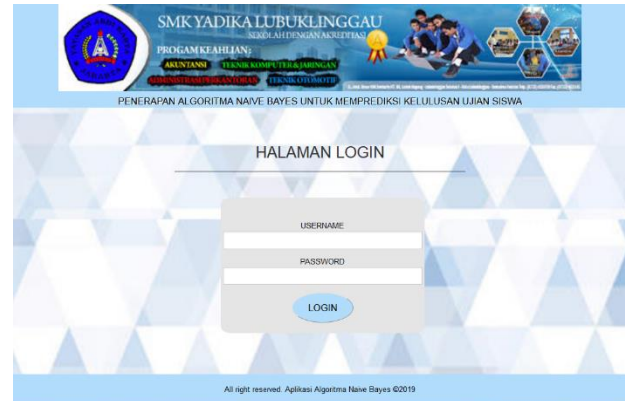 SMK YADIKA LUBUKLINGGAU
SEKOLAH DENGAN AKREDITASI
PROGAM KEAHLIAN:
AKUNTANSI TEKNIK KOMPUTER & JARINGAN
ADMINISTRASI PERKANTORAN TEKNIK OTOMOTIF
PENERAPAN ALGORITMA NAIVE BAYES UNTUK MEMPREDIKSI KELULUSAN UJIAN SISWA
HALAMAN LOGIN
USERNAME
PASSWORD
LOGIN
All right reserved. Aplikasi Algoritma Naive Bayes ©2019